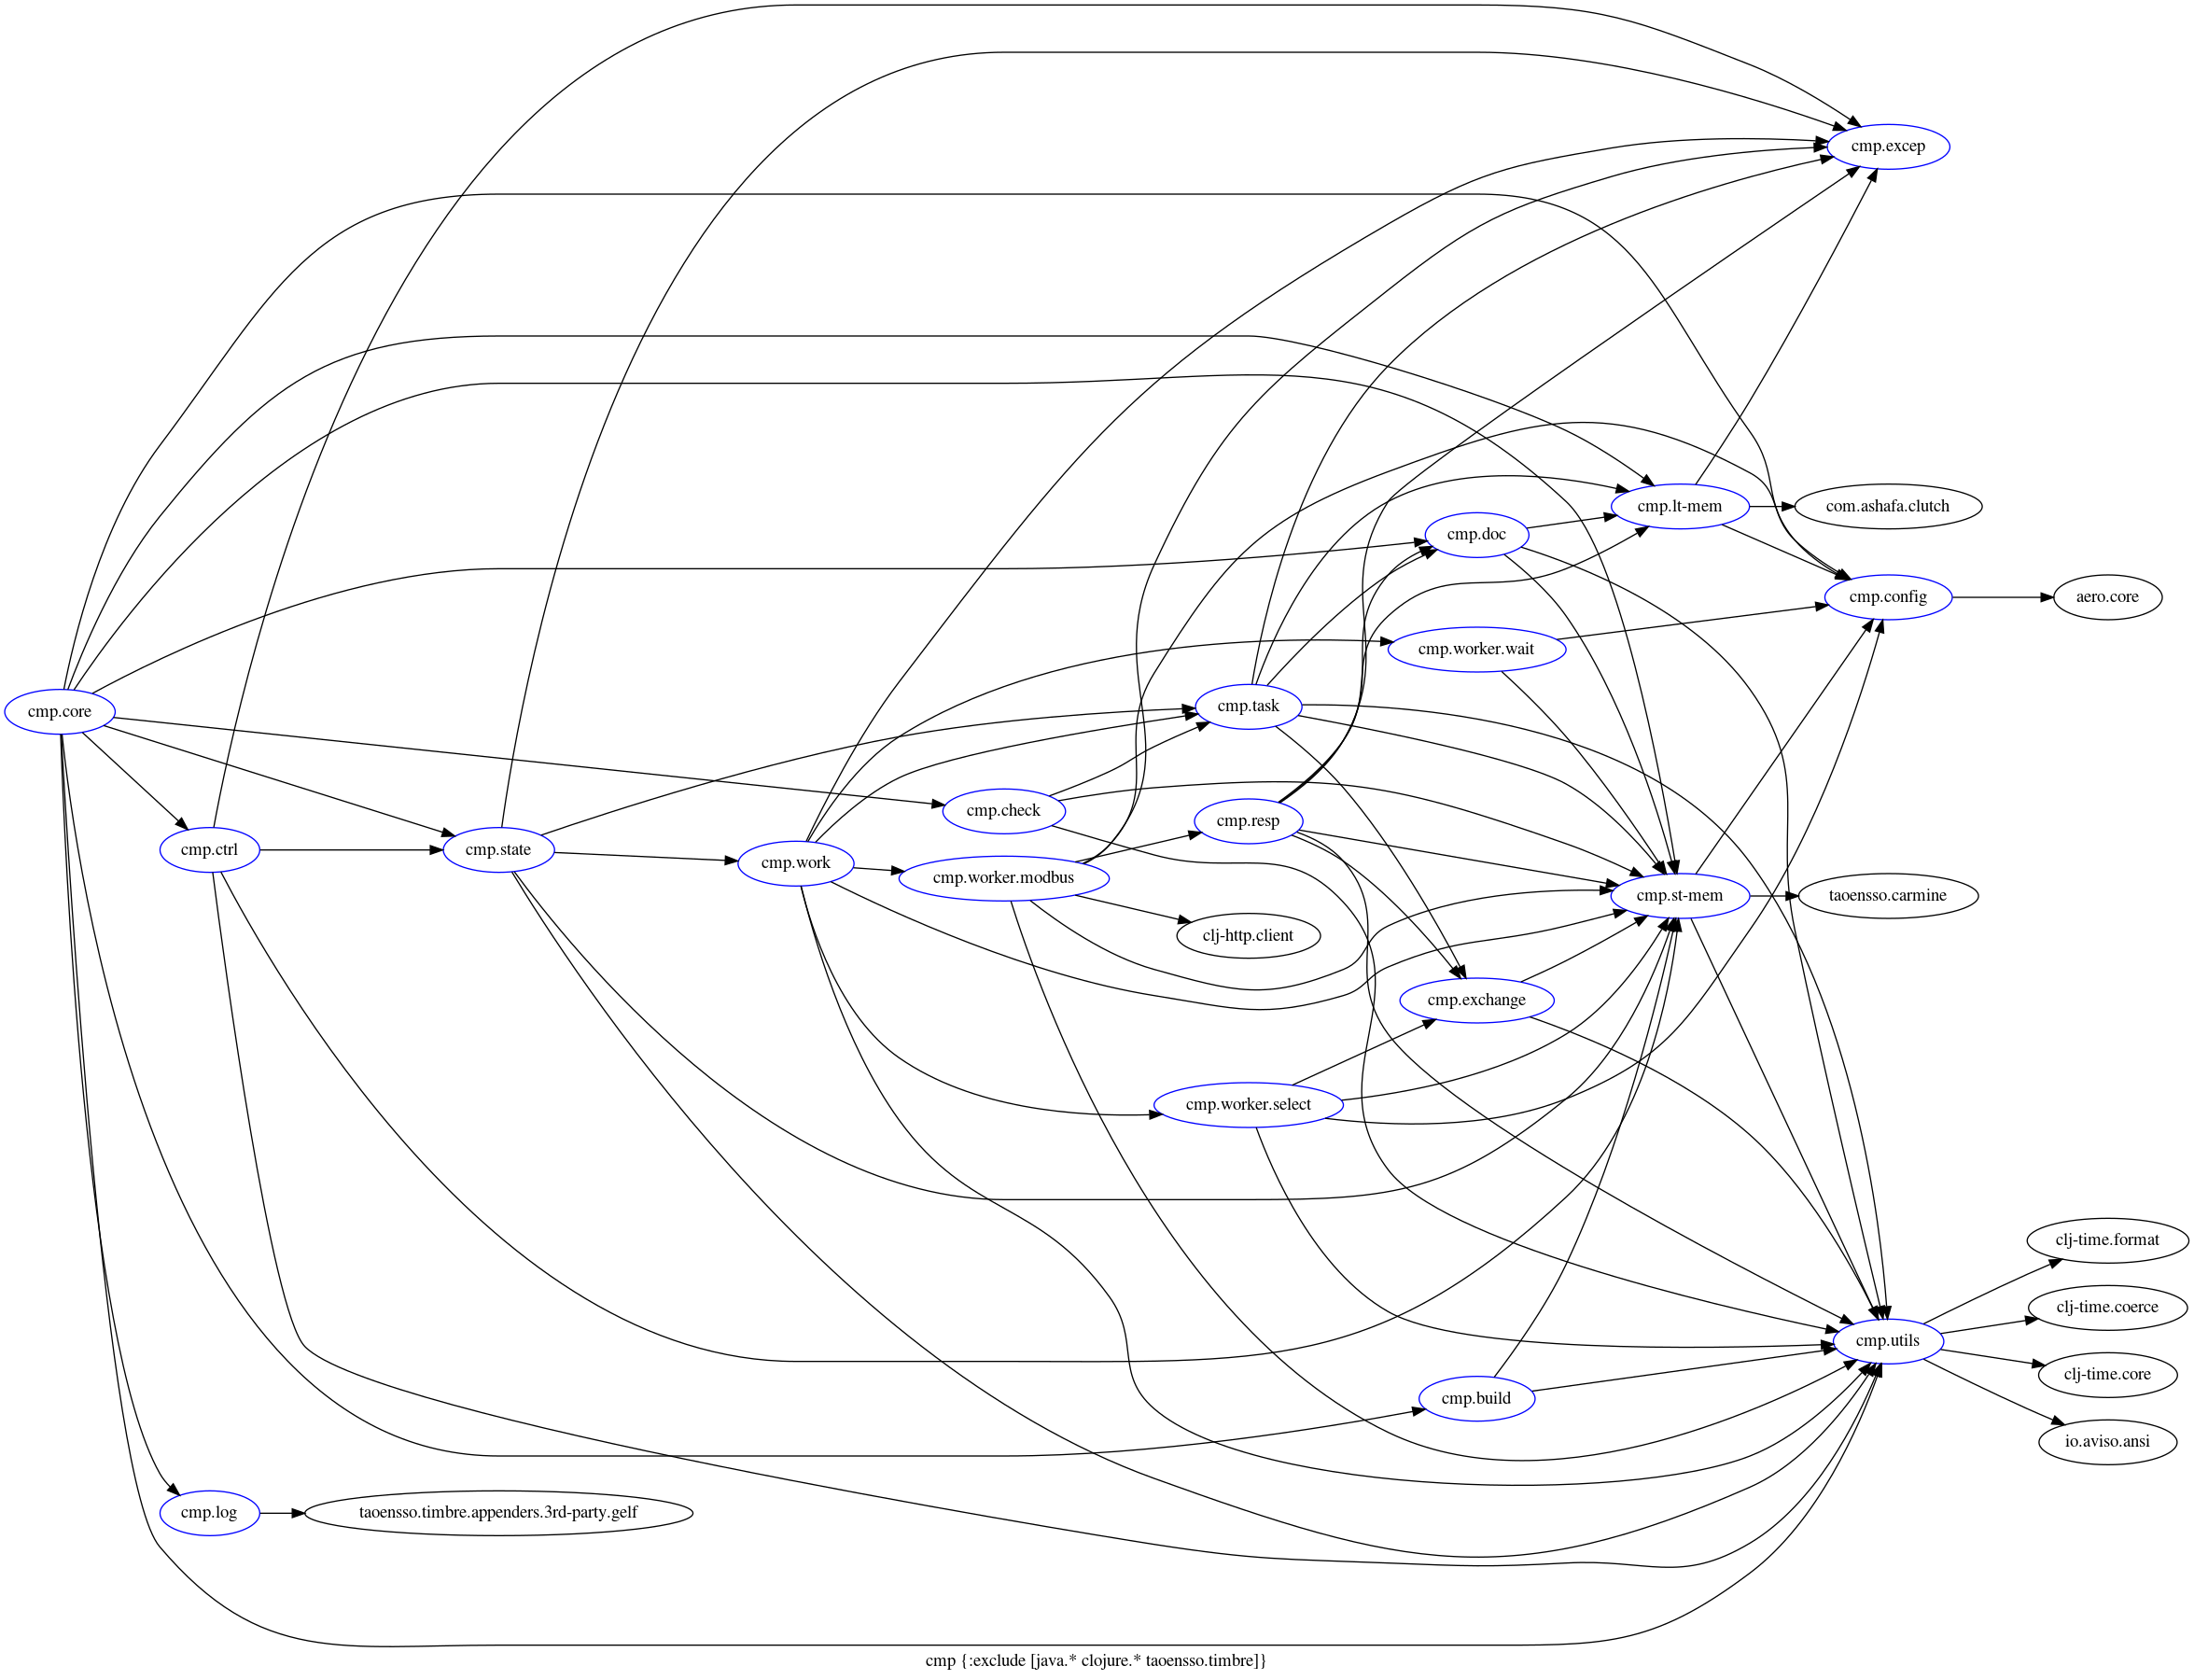 cmp.excep
cmp.lt-mem
com.ashafa.clutch
cmp.doc
cmp.config
aero.core
cmp.worker.wait
cmp.core
cmp.task
cmp.check
cmp.resp
cmp.ctrl
cmp.state
cmp.work
cmp.worker.modbus
cmp.st-mem
taoensso.carmine
clj-http.client
cmp.exchange
cmp.worker.select
clj-time.format
clj-time.coerce
cmp.utils
clj-time.core
cmp.build
io.aviso.ansi
cmp.log
taoensso.timbre.appenders.3rd-party.gelf
cmp {:exclude [java.* clojure.* taoensso.timbre]}